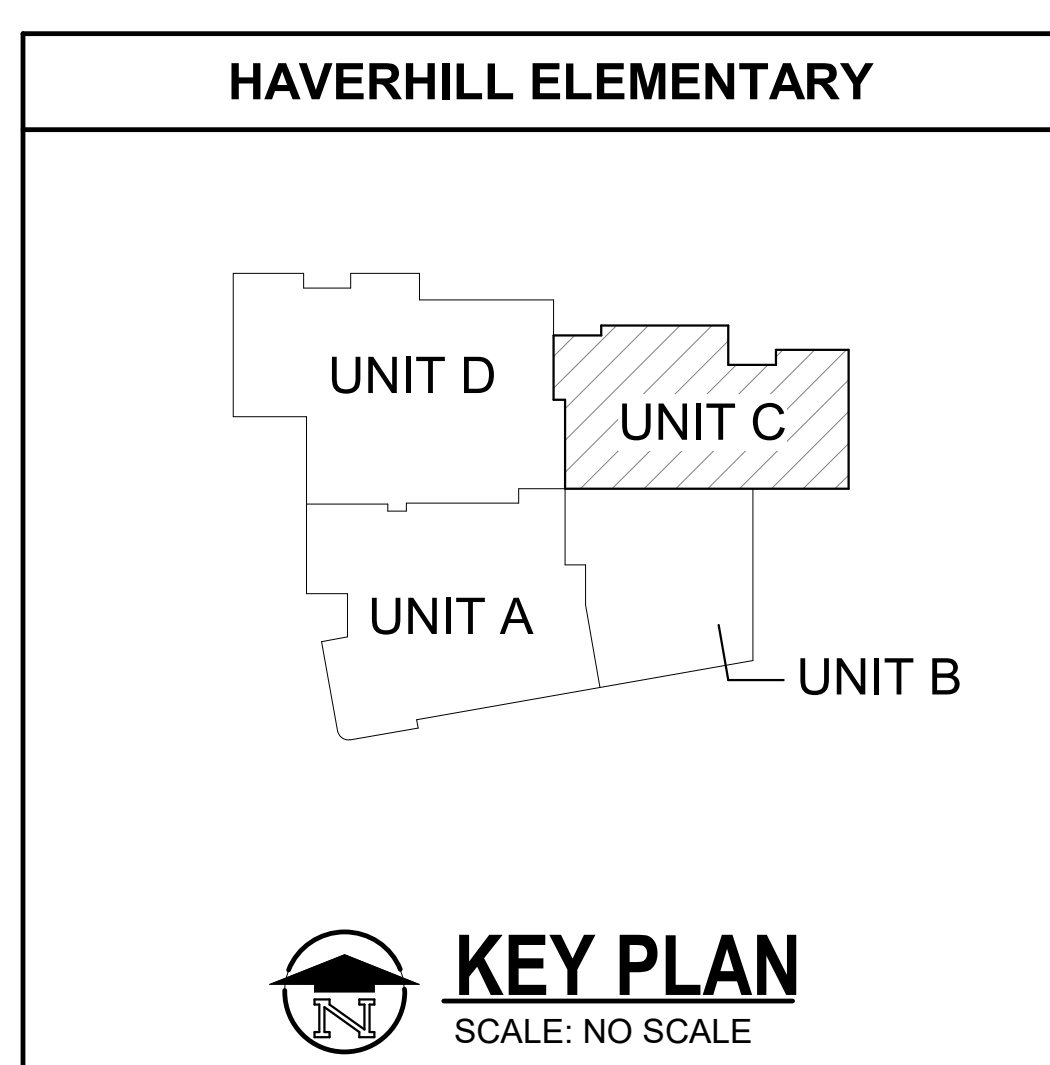 HAVERHILL ELEMENTARY
UNIT D
UNIT C
UNIT A
UNIT B
N
KEY PLAN
SCALE: NO SCALE